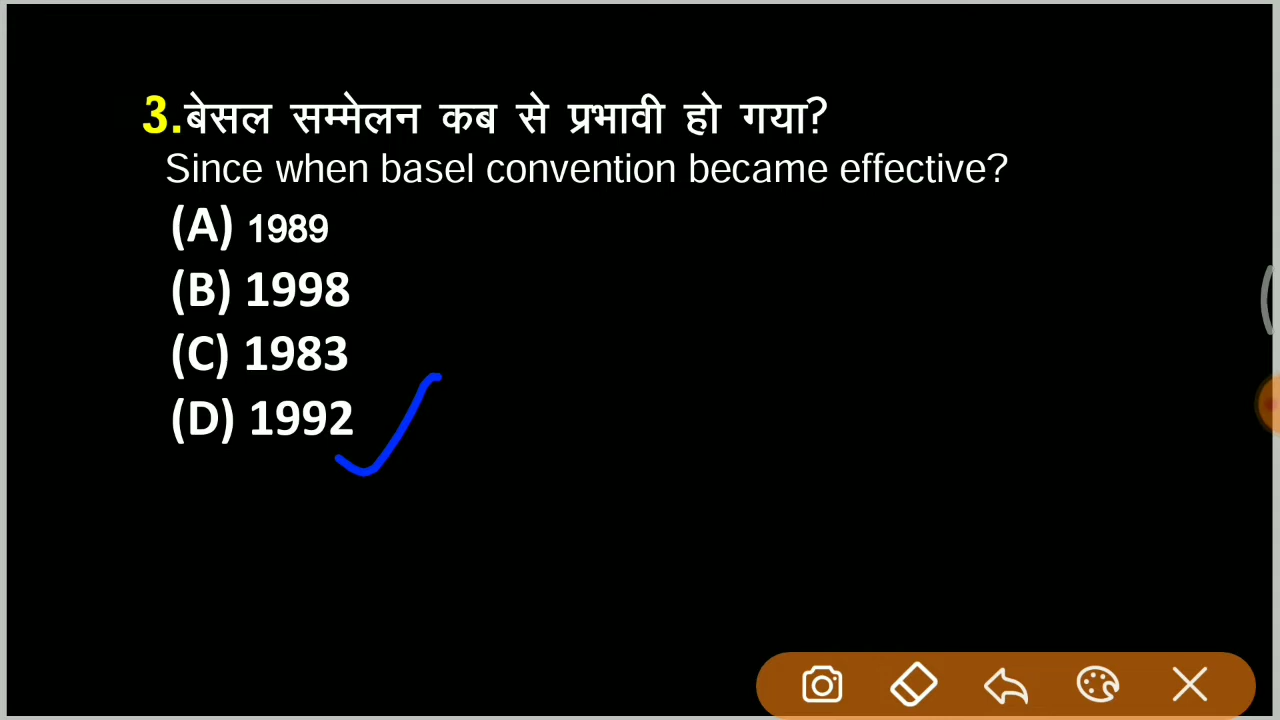 3.बेसल सम्मेलन कब से प्रभावी हो गया?
Since when basel convention became effective?
(A) 1989
(B) 1998
(C) 1983
(D) 1992